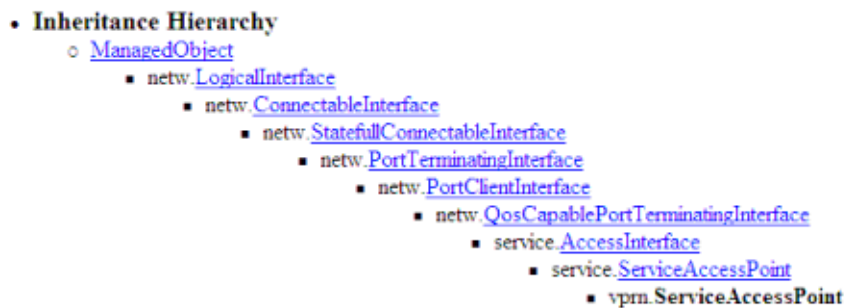 Inheritance Hierarchy
ManagedObject
netw.LogicalInterface
netw.ConnectableInterface
netw.StatefullConnectableInterface
netw.PortTerminatingInterface
netw.PortClientInterface
netw.QosCapablePortTerminatingInterface
service.AccessInterface
service.ServiceAccessPoint
vprn.ServiceAccessPoint